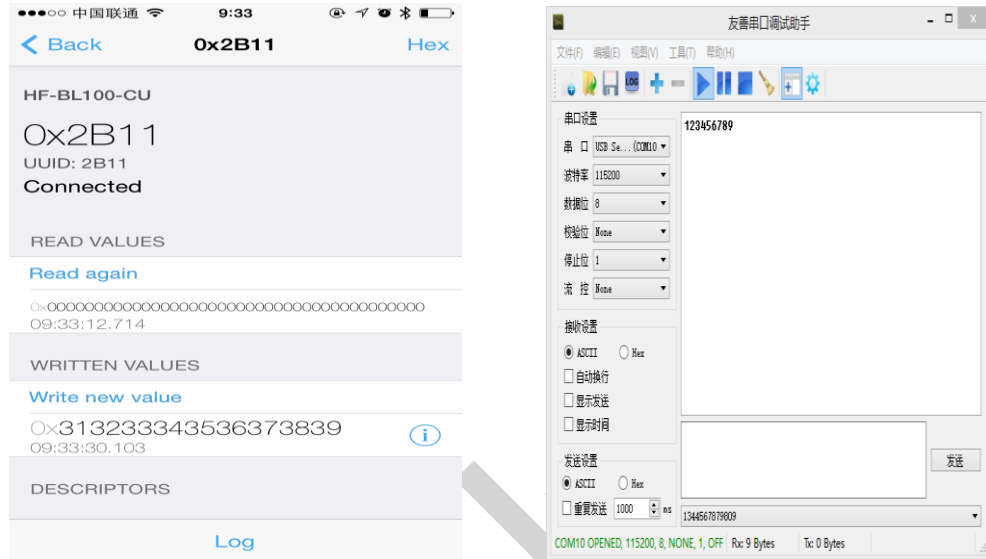 中国联通 9:33
Back 0x2B11 Hex
HF-BL100-CU
0x2B11
UUID: 2B11
Connected
READ VALUES
Read again
0x00000000000000000000000000000000000000
09:33:12.714
WRITTEN VALUES
Write new value
0x313233343536373839
09:33:30.103
DESCRIPTORS
Log
友善串口调试助手
文件(F) 编辑(E) 视图(V) 工具(T) 帮助(H)
LOG
串口设置
串 口 USB Se...(COM10
波特率 115200
数据位 8
校验位 None
停止位 1
流 控 None
接收设置
ASCII Hex
自动换行
显示发送
显示时间
发送设置
ASCII Hex
重复发送 1000 ms
123456789
发送
1344567879809
COM10 OPENED, 115200, 8, NONE, 1, OFF Rx: 9 Bytes Tx: 0 Bytes